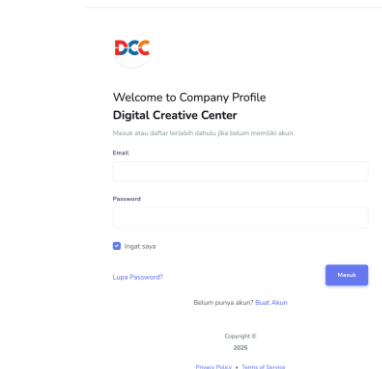 DCC
Welcome to Company Profile
Digital Creative Center
Masuk atau daftar terlebih dahulu jika belum memiliki akun.
Email
Password
Ingat saya
Lupa Password?
Masuk
Belum punya akun? Buat Akun
Copyright ©
2025
Privacy Policy • Terms of Service